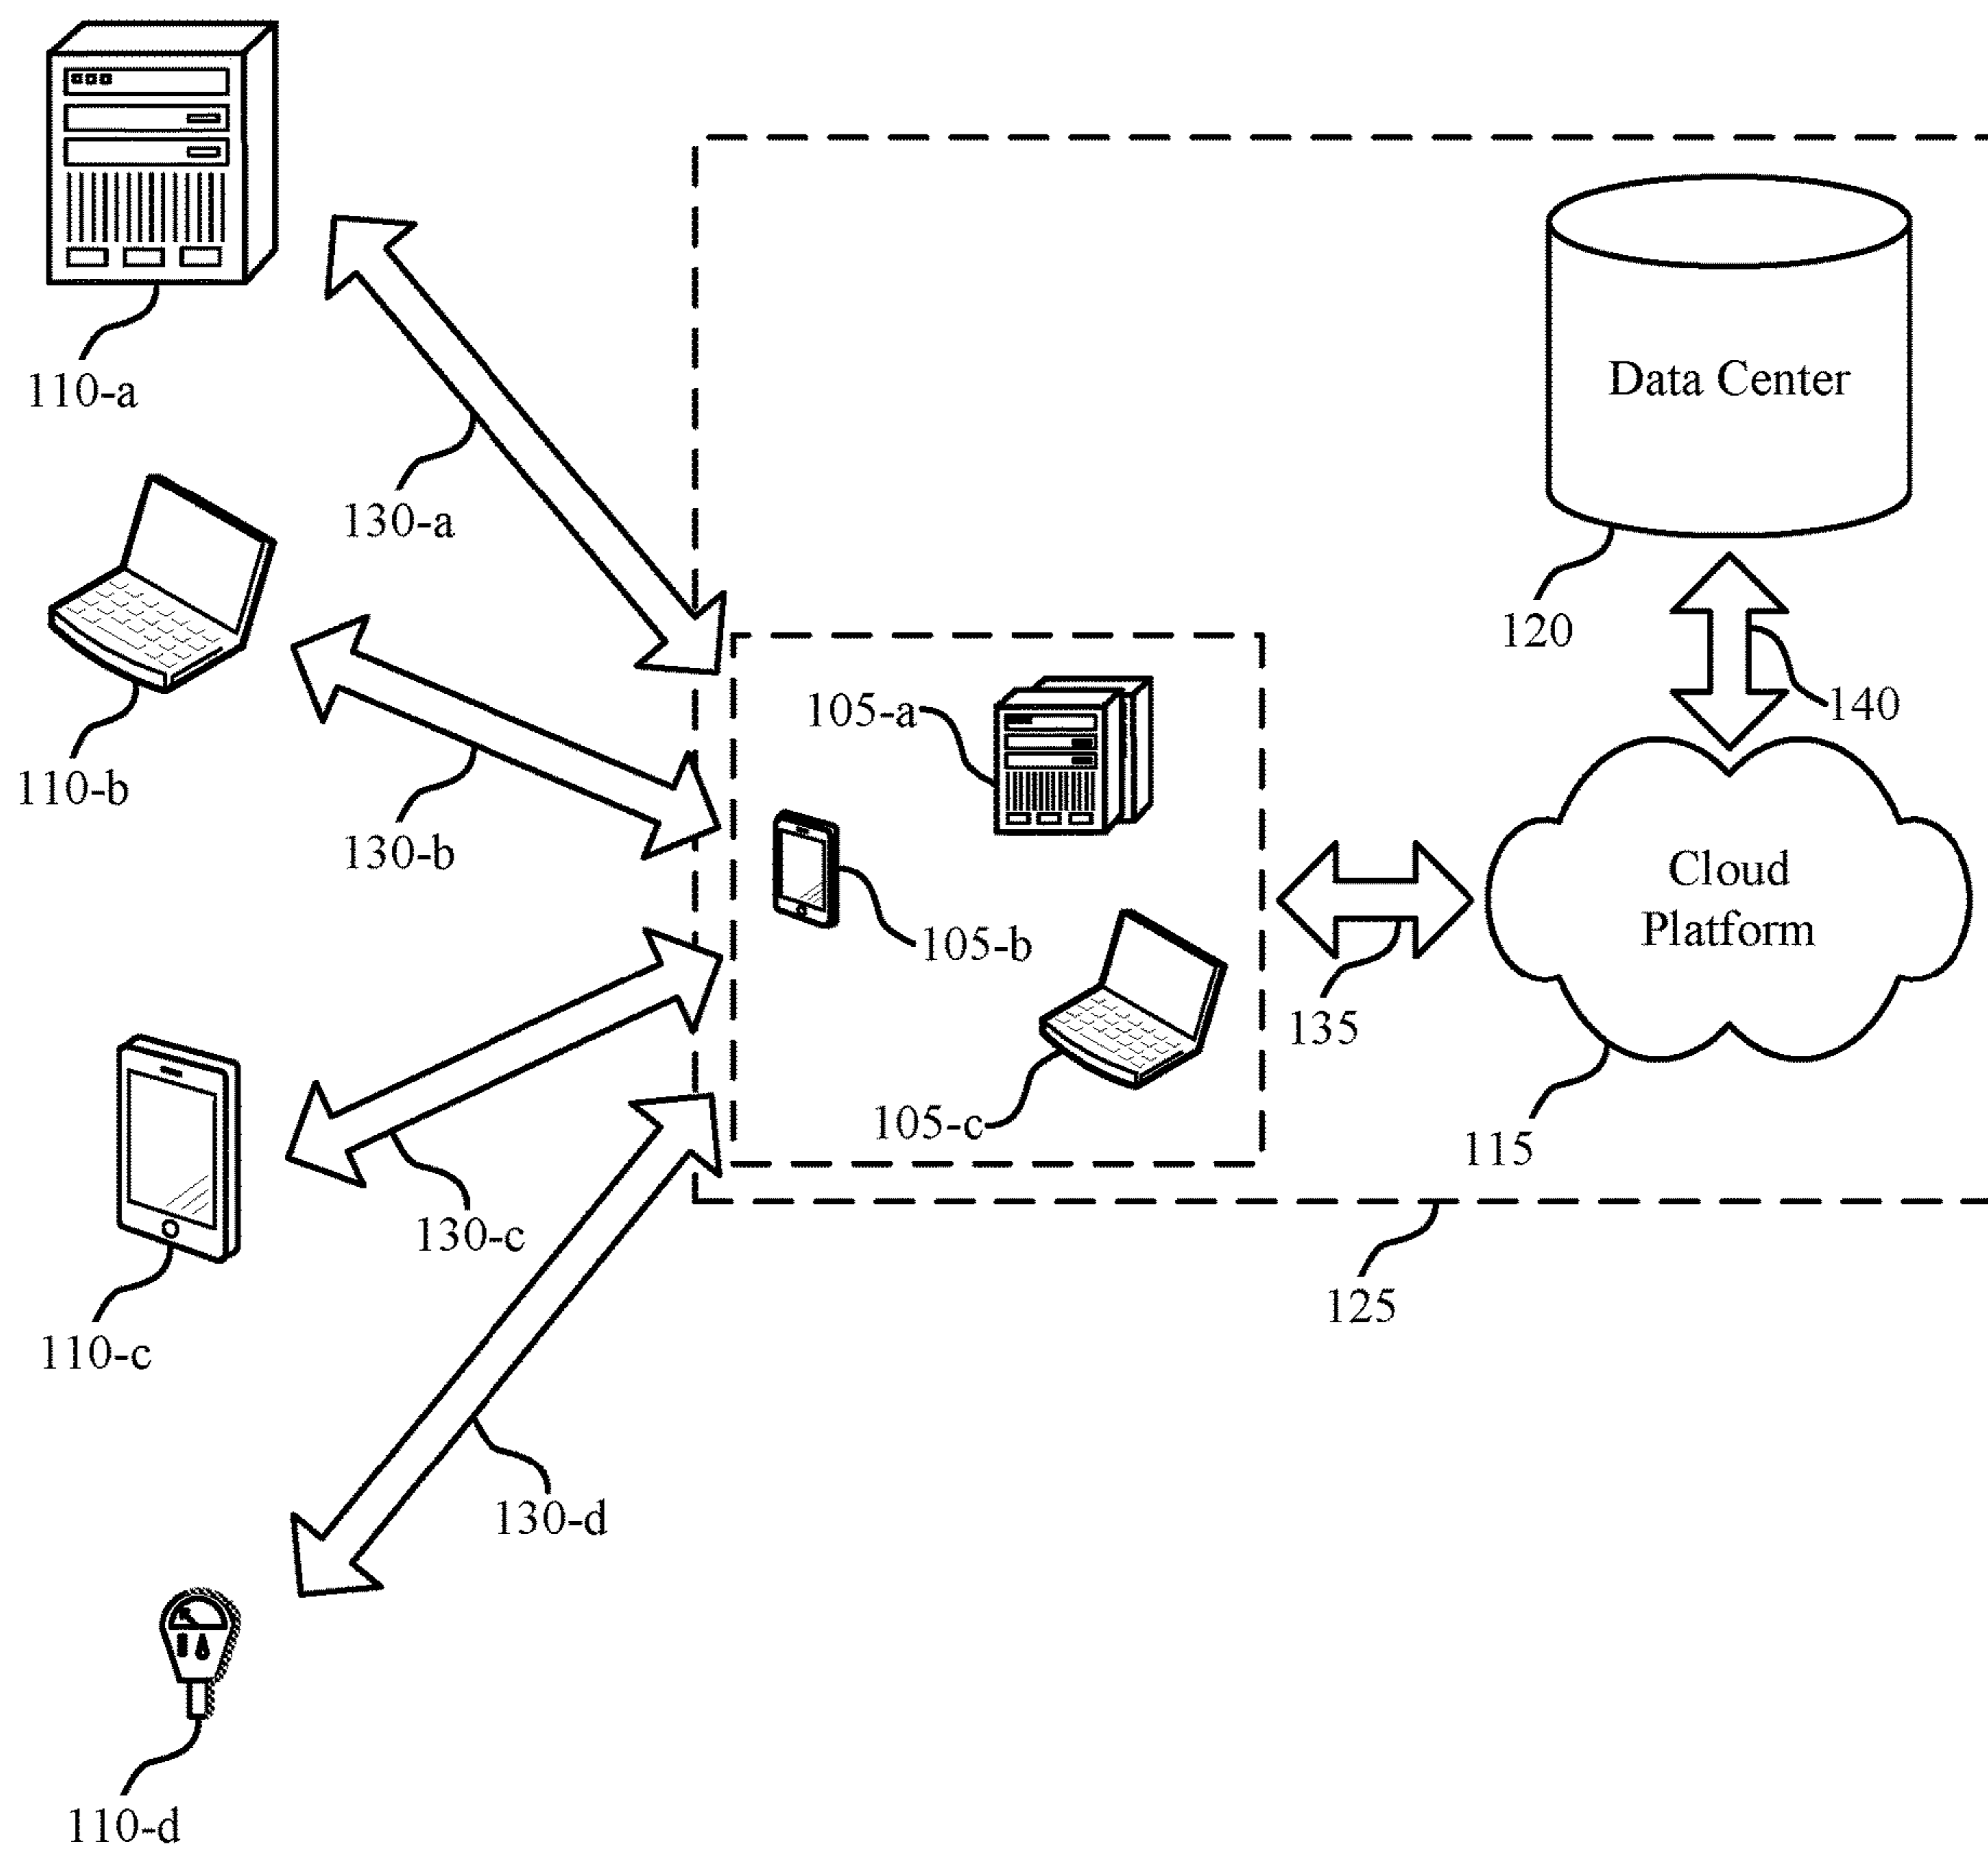 110-a
130-a
Data Center
120
140
105-a
110-b
130-b
105-b
Cloud
Platform
135
105-c
115
130-c
125
110-c
130-d
110-d